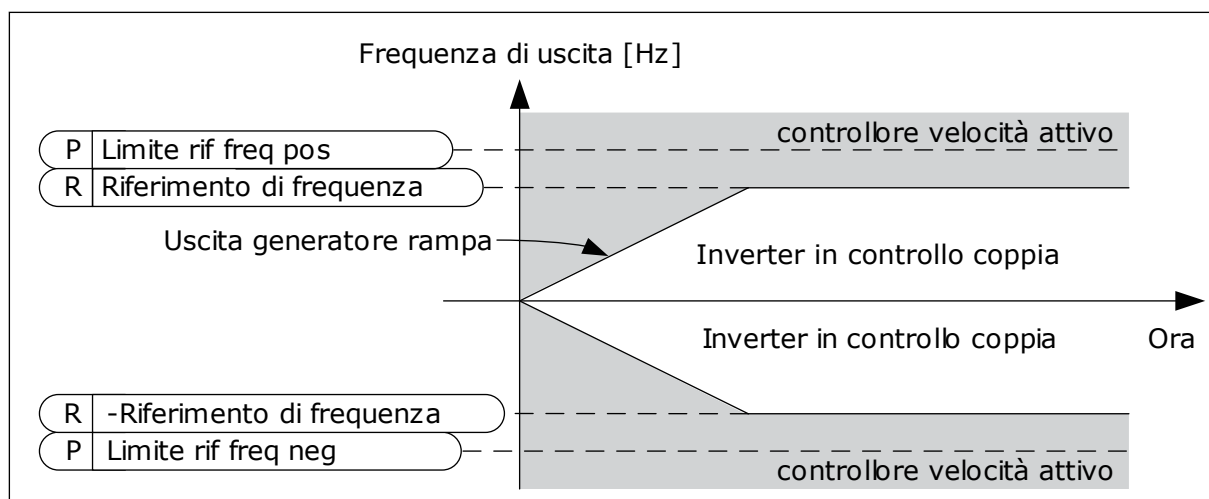 Frequenza di uscita [Hz]
controllore velocità attivo
P Limite rif freq pos
R Riferimento di frequenza
Uscita generatore rampa
Inverter in controllo coppia
Inverter in controllo coppia
Ora
R -Riferimento di frequenza
P Limite rif freq neg
controllore velocità attivo